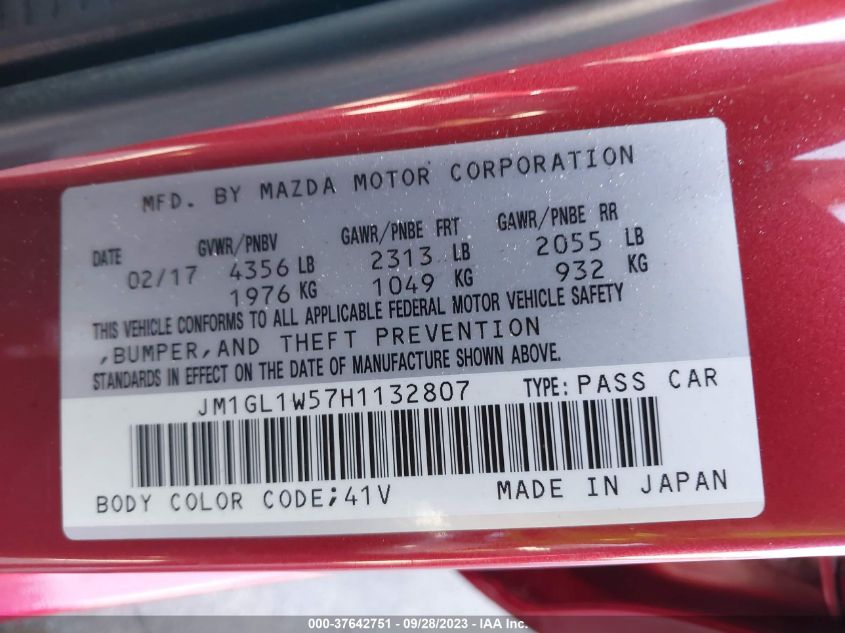 MFD. BY MAZDA MOTOR CORPORATION
DATE GVWR/PNBV GAWR/PNBE FRT GAWR/PNBE RR
02/17 4356 LB 2313 LB 2055 LB
1976 KG 1049 KG 932 KG
THIS VEHICLE CONFORMS TO ALL APPLICABLE FEDERAL MOTOR VEHICLE SAFETY
,BUMPER,AND THEFT PREVENTION
STANDARDS IN EFFECT ON THE DATE OF MANUFACTURE SHOWN ABOVE.
JM1GL1W57H1132807 TYPE: PASS CAR
BODY COLOR CODE;41V MADE IN JAPAN
000-37642751 - 09/28/2023 - IAA Inc.